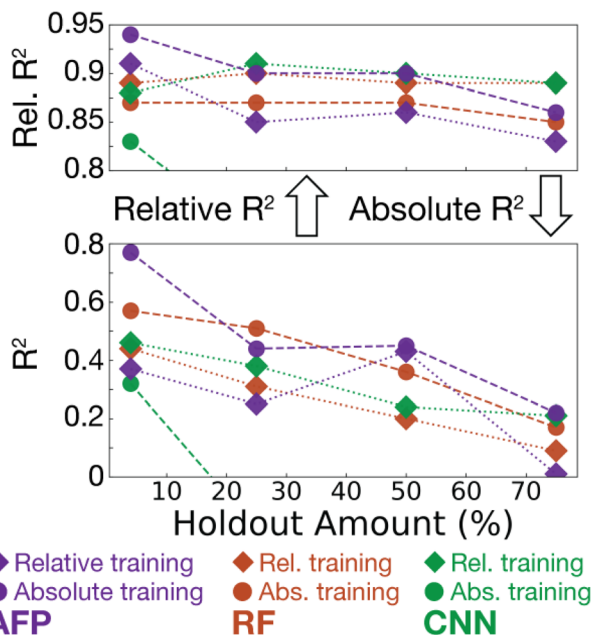 0.95
0.9
0.85
0.8
Rel. R²
Relative R² Absolute R²
0.8
0.6
0.4
0.2
0
R²
10 20 30 40 50 60 70
Holdout Amount (%)
Relative training Rel. training Rel. training
Absolute training Abs. training Abs. training
AFP RF CNN